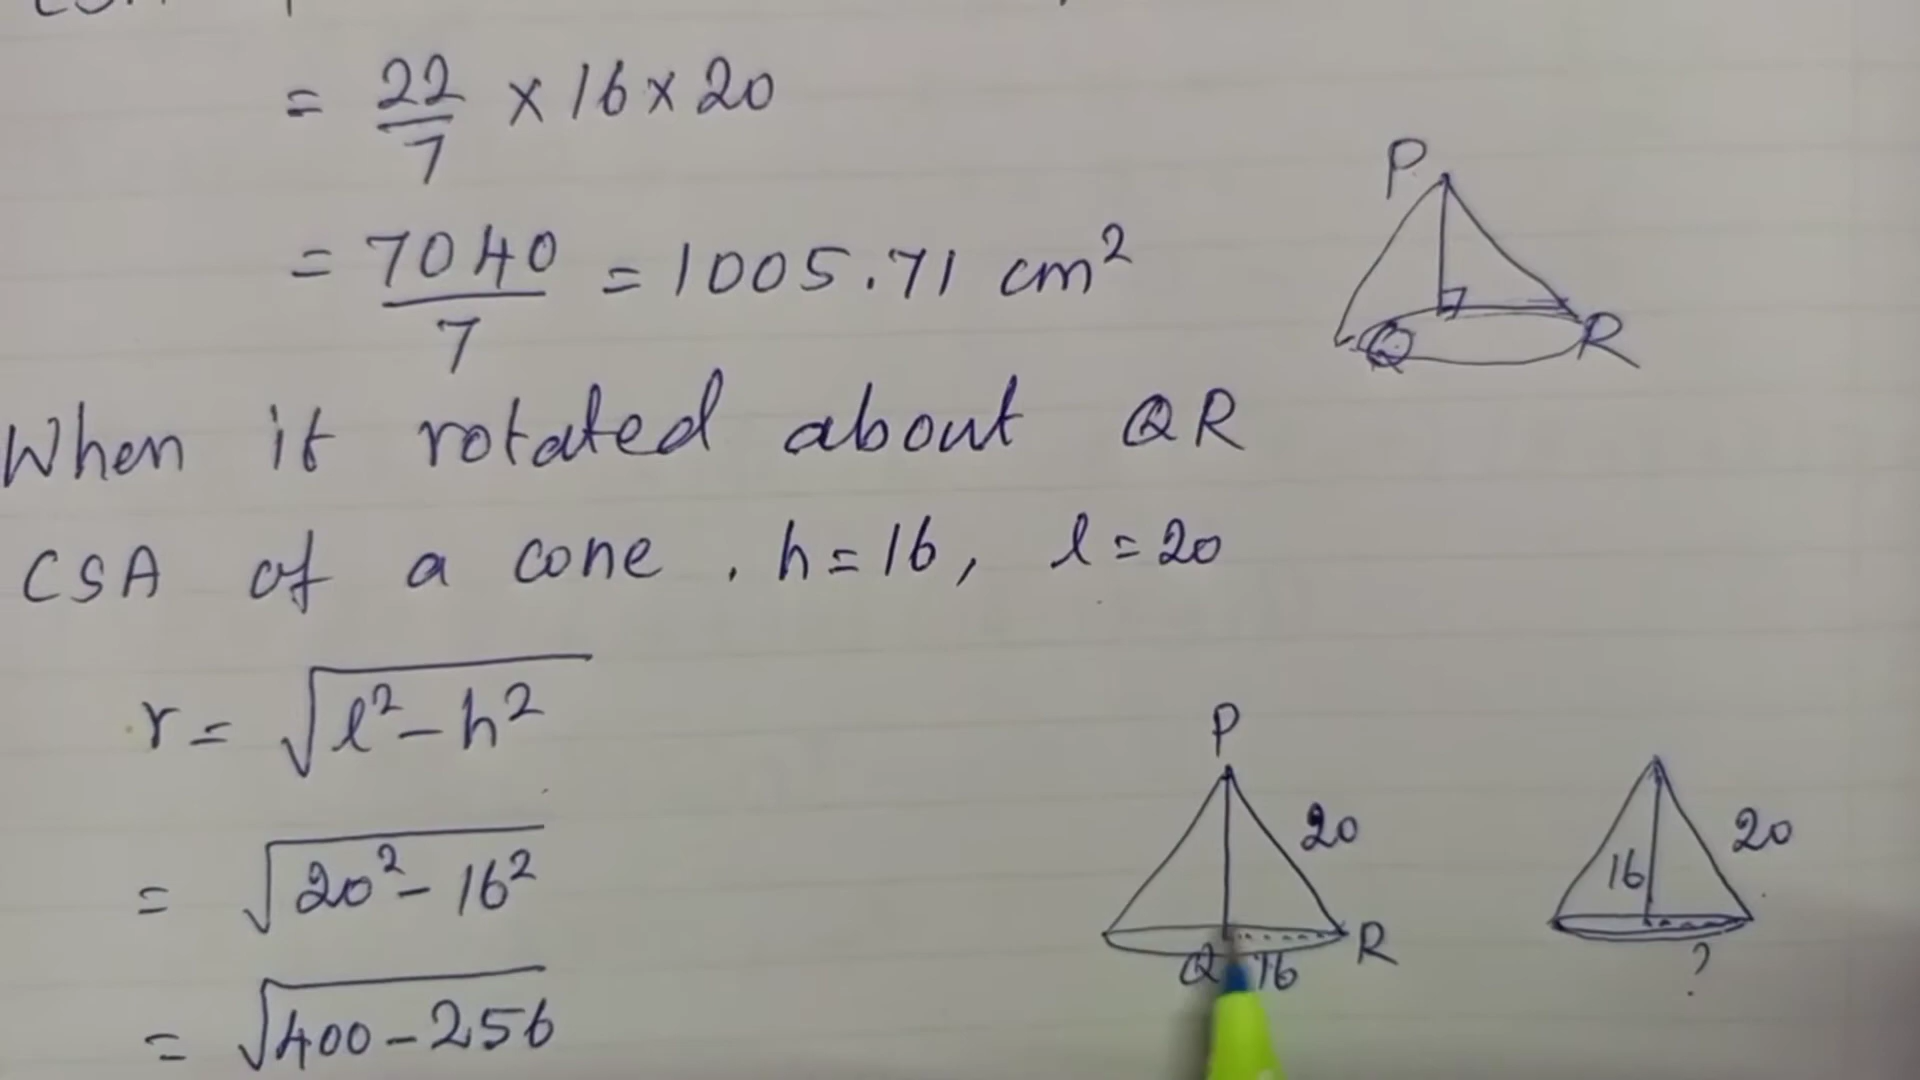 = 22/7 × 16 × 20
= 7040/7 = 1005.71 cm²
P
Q R
When it rotated about QR
CSA of a cone . h = 16, l = 20
r = √(l² - h²)
= √(20² - 16²)
= √(400 - 256
P
20
Q 16 R
16 20
?